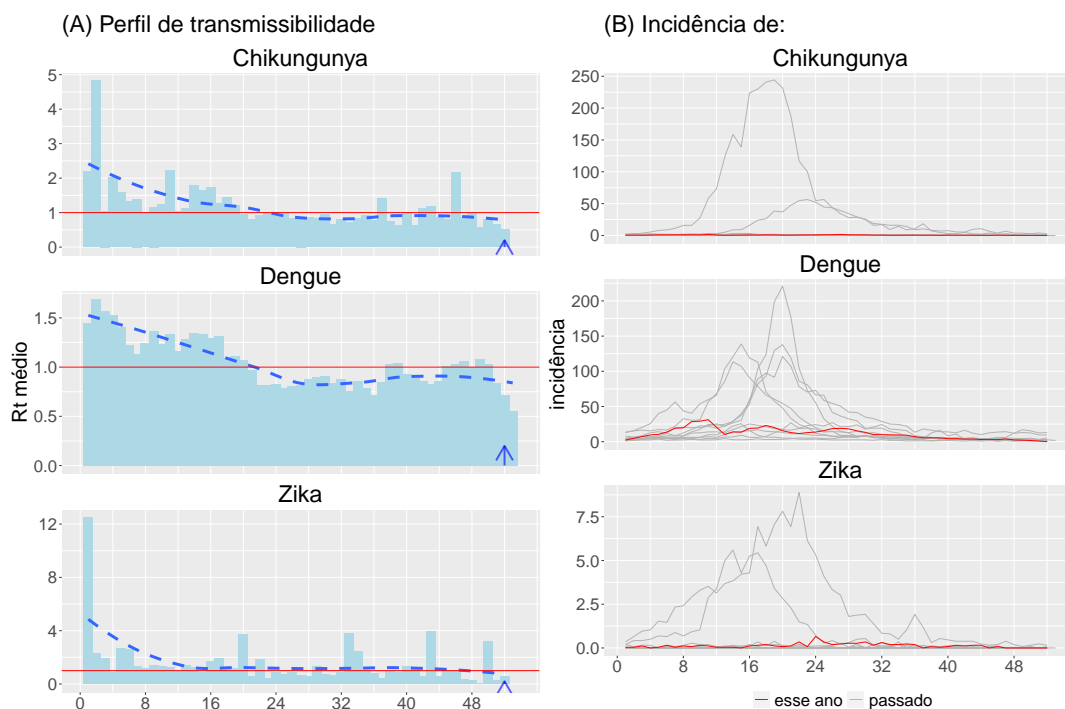 (A) Perfil de transmissibilidade
Chikungunya
5
4
3
2
1
0
Dengue
Rt médio
1.5
1.0
0.5
0.0
Zika
12
8
4
0
0 8 16 24 32 40 48
(B) Incidência de:
Chikungunya
250
200
150
100
50
0
Dengue
incidência
200
150
100
50
0
Zika
7.5
5.0
2.5
0.0
0 8 16 24 32 40 48
esse ano passado